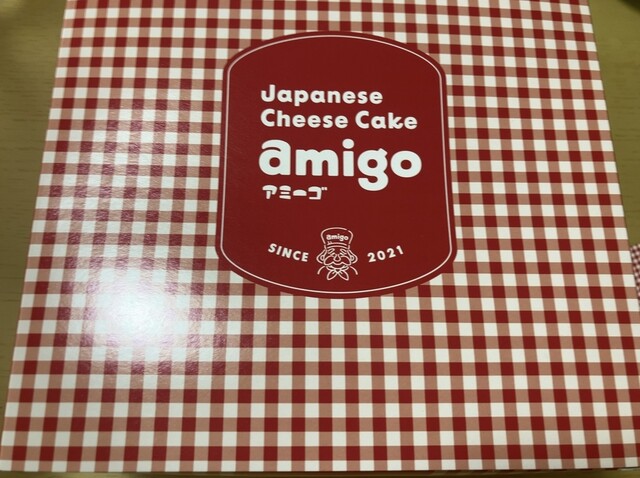 Japanese
Cheese Cake
amigo
アミーゴ
amigo
SINCE 2021